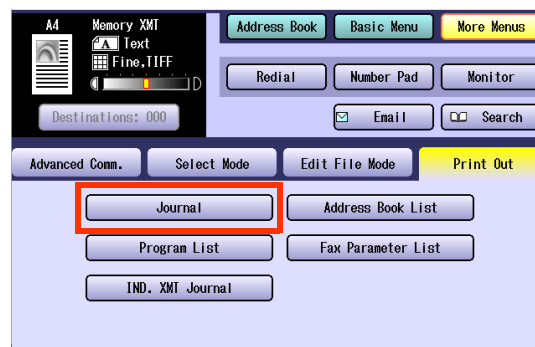 A4 Memory XMT
A Text
Fine,TIFF
D
Destinations: 000
Address Book Basic Menu More Menus
Redial Number Pad Monitor
Email Search
Advanced Comm. Select Mode Edit File Mode Print Out
Journal Address Book List
Program List Fax Parameter List
IND. XMT Journal